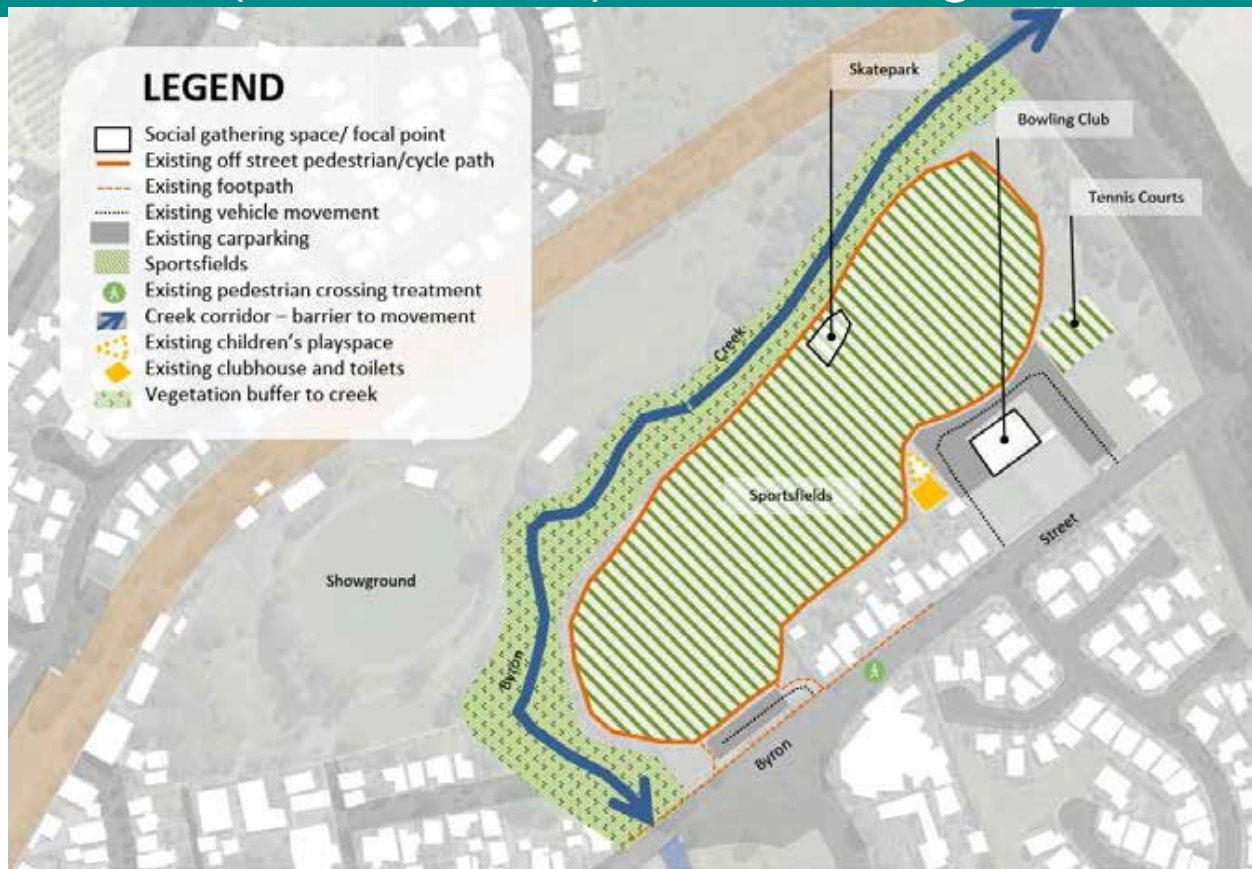 LEGEND
Social gathering space/ focal point
Existing off street pedestrian/cycle path
Existing footpath
Existing vehicle movement
Existing carparking
Sportsfields
Existing pedestrian crossing treatment
Creek corridor – barrier to movement
Existing children's playspace
Existing clubhouse and toilets
Vegetation buffer to creek
Skatepark
Bowling Club
Tennis Courts
Creek
Sportsfields
Street
Showground
Byron
Byron